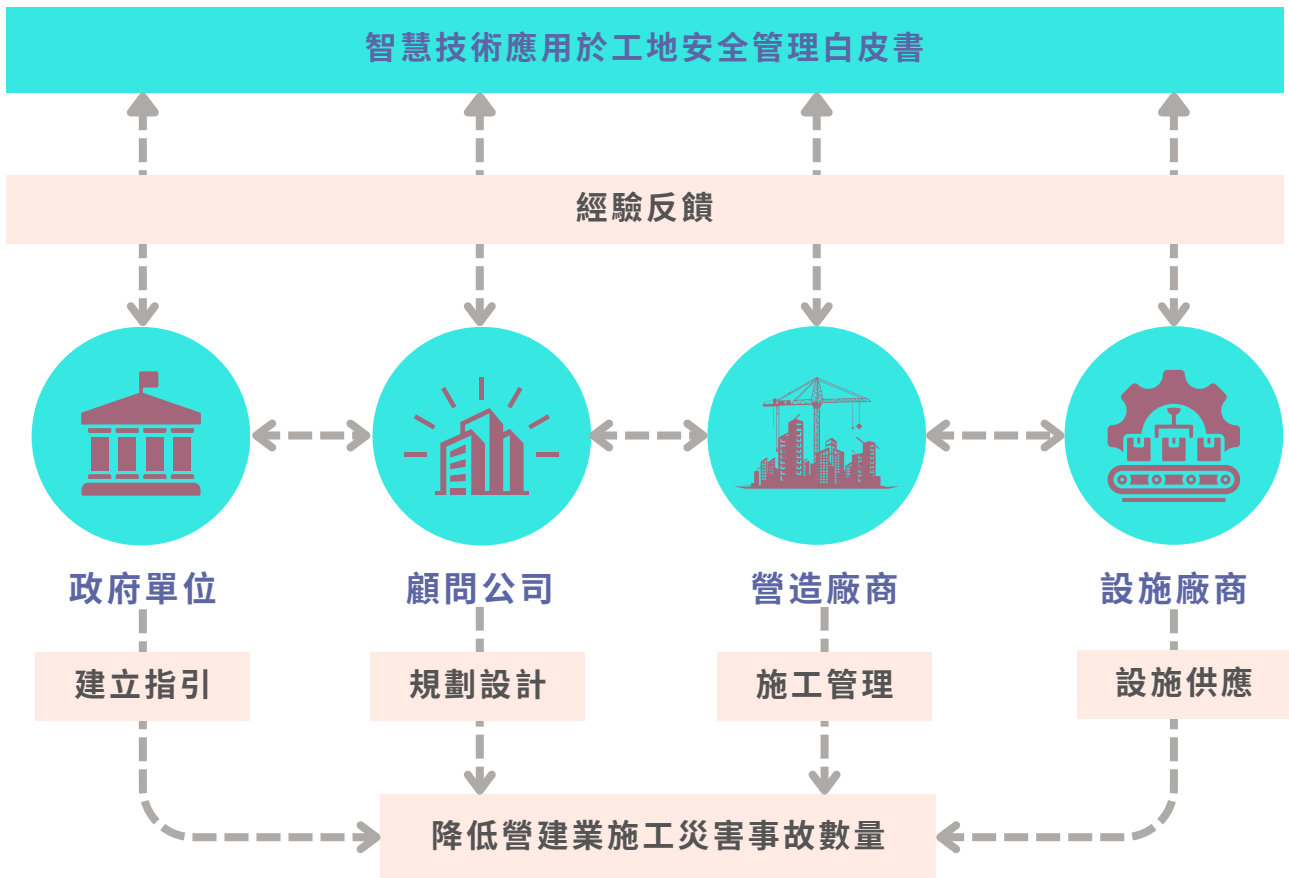 智慧技術應用於工地安全管理白皮書
經驗反饋
政府單位
顧問公司
營造廠商
設施廠商
建立指引
規劃設計
施工管理
設施供應
降低營建業施工災害事故數量